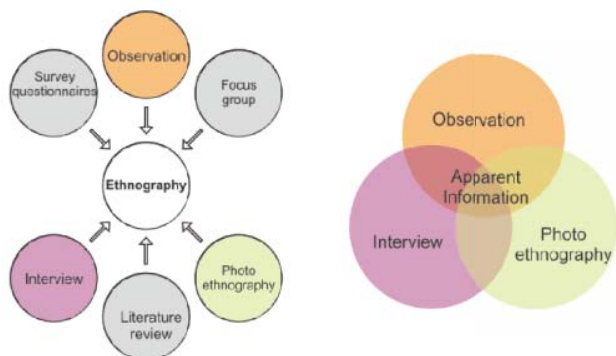 Observation
Survey
questionnaires
Focus
group
Ethnography
Interview
Literature
review
Photo
ethnography
Observation
Apparent
Information
Interview
Photo
ethnography